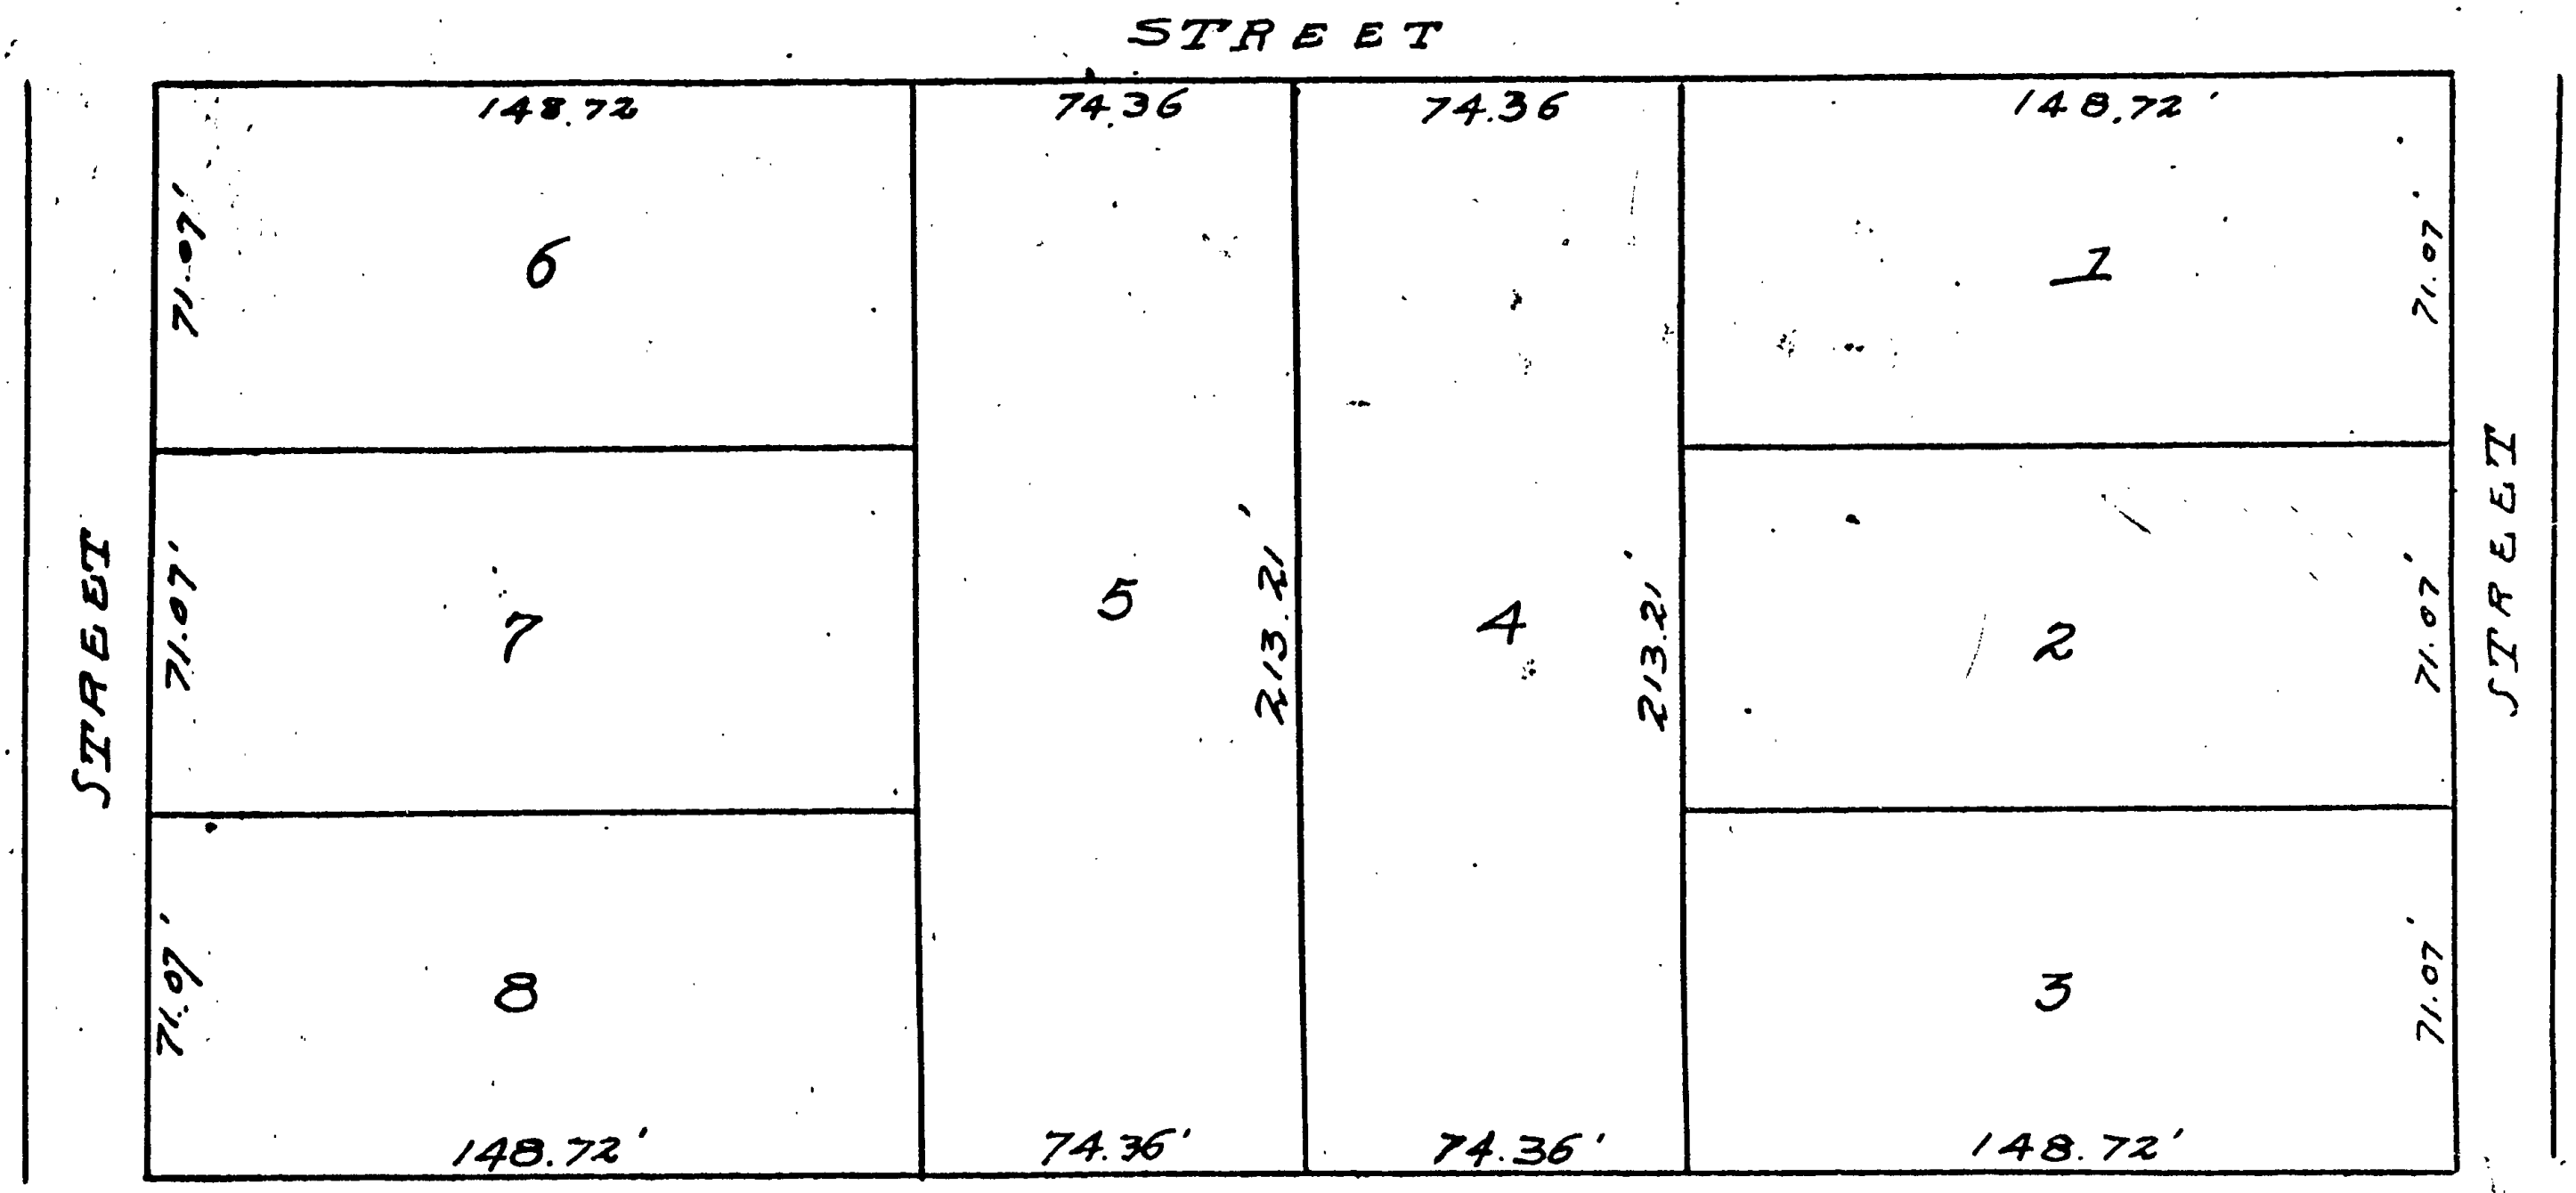 STREET
148.72 74.36 74.36 148.72'
71.07' 6 1 71.07'
STREET 71.07' 7 5 213.21' 4 213.21' 2 71.07' STREET
71.07' 8 3 71.07'
148.72' 74.36' 74.36' 148.72'